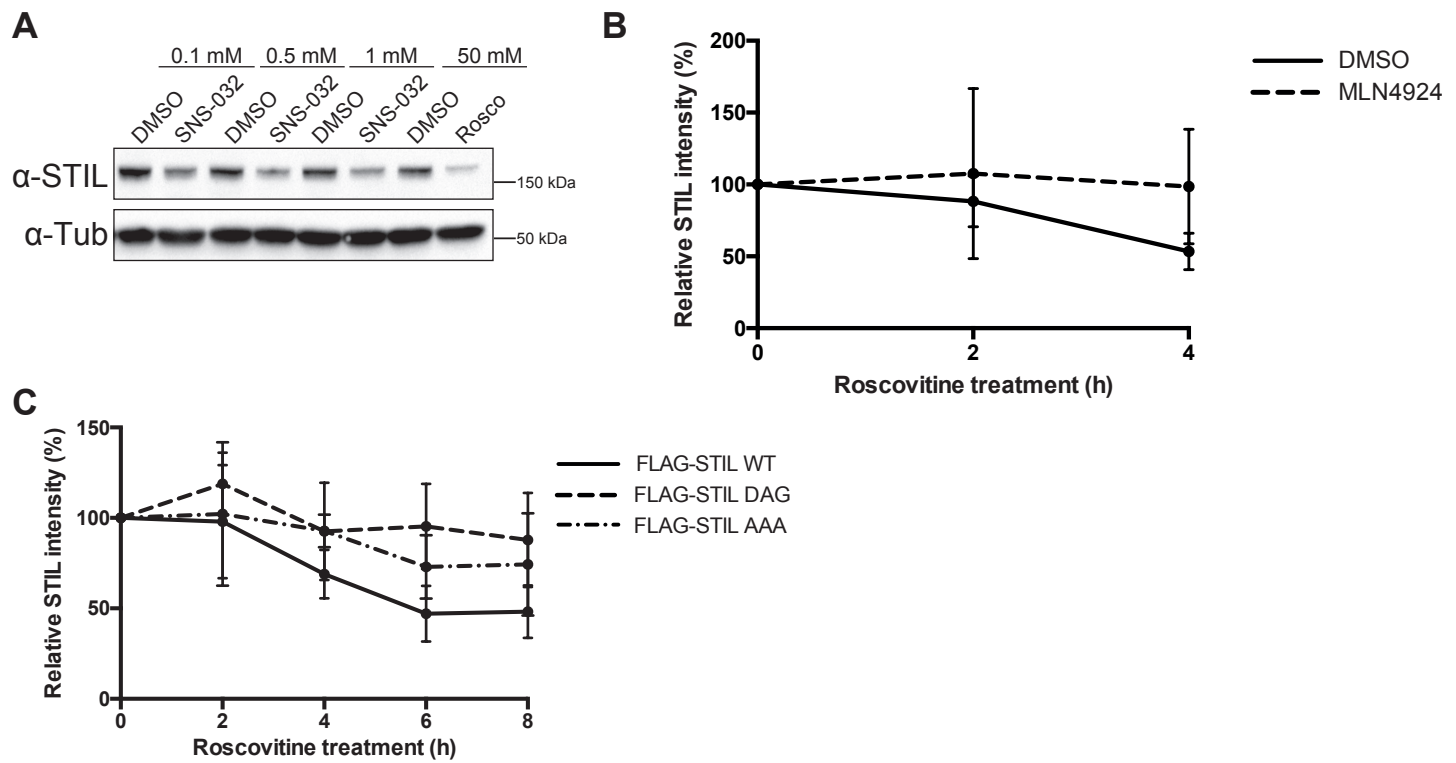 A
0.1 mM 0.5 mM 1 mM 50 mM
DMSO SNS-032 DMSO SNS-032 DMSO SNS-032 DMSO Rosco
α-STIL
150 kDa
α-Tub
50 kDa
B
Relative STIL intensity (%)
200
150
100
50
0
0 2 4
Roscovitine treatment (h)
DMSO
MLN4924
C
Relative STIL intensity (%)
150
100
50
0
0 2 4 6 8
Roscovitine treatment (h)
FLAG-STIL WT
FLAG-STIL DAG
FLAG-STIL AAA